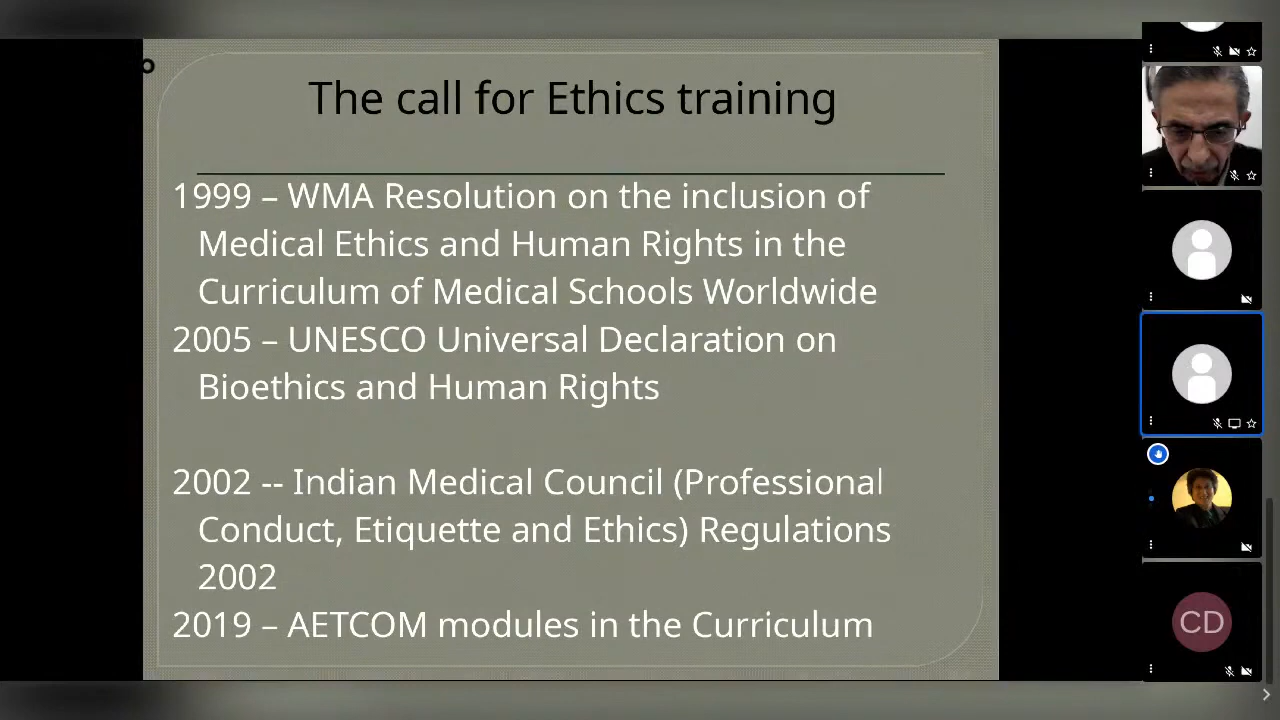 The call for Ethics training
1999 – WMA Resolution on the inclusion of
Medical Ethics and Human Rights in the
Curriculum of Medical Schools Worldwide
2005 – UNESCO Universal Declaration on
Bioethics and Human Rights
2002 -- Indian Medical Council (Professional
Conduct, Etiquette and Ethics) Regulations
2002
2019 – AETCOM modules in the Curriculum
CD